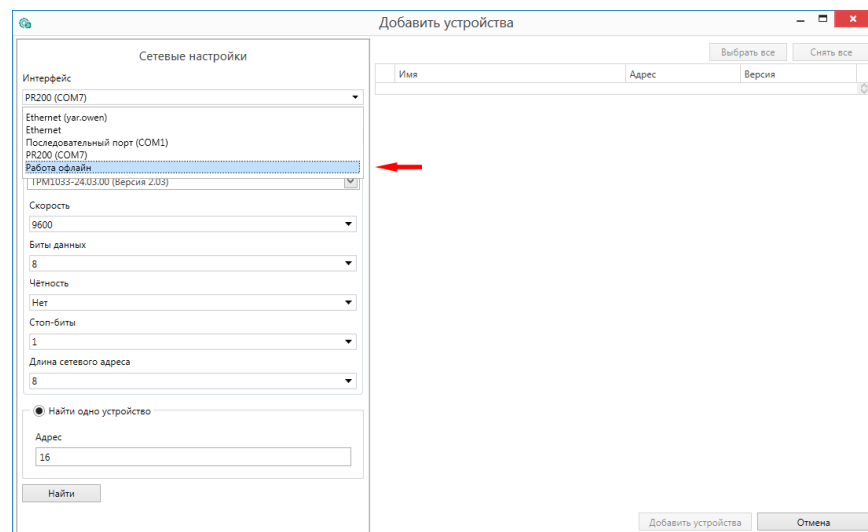 Добавить устройства
Сетевые настройки
Интерфейс
PR200 (COM7)
Ethernet (yar.owen)
Ethernet
Последовательный порт (COM1)
PR200 (COM7)
Работа офлайн
ТРМ1033-24.03.00 (Версия 2.03)
Скорость
9600
Биты данных
8
Чётность
Нет
Стоп-биты
1
Длина сетевого адреса
8
Найти одно устройство
Адрес
16
Найти
Выбрать все Снять все
Имя Адрес Версия
Добавить устройства Отмена